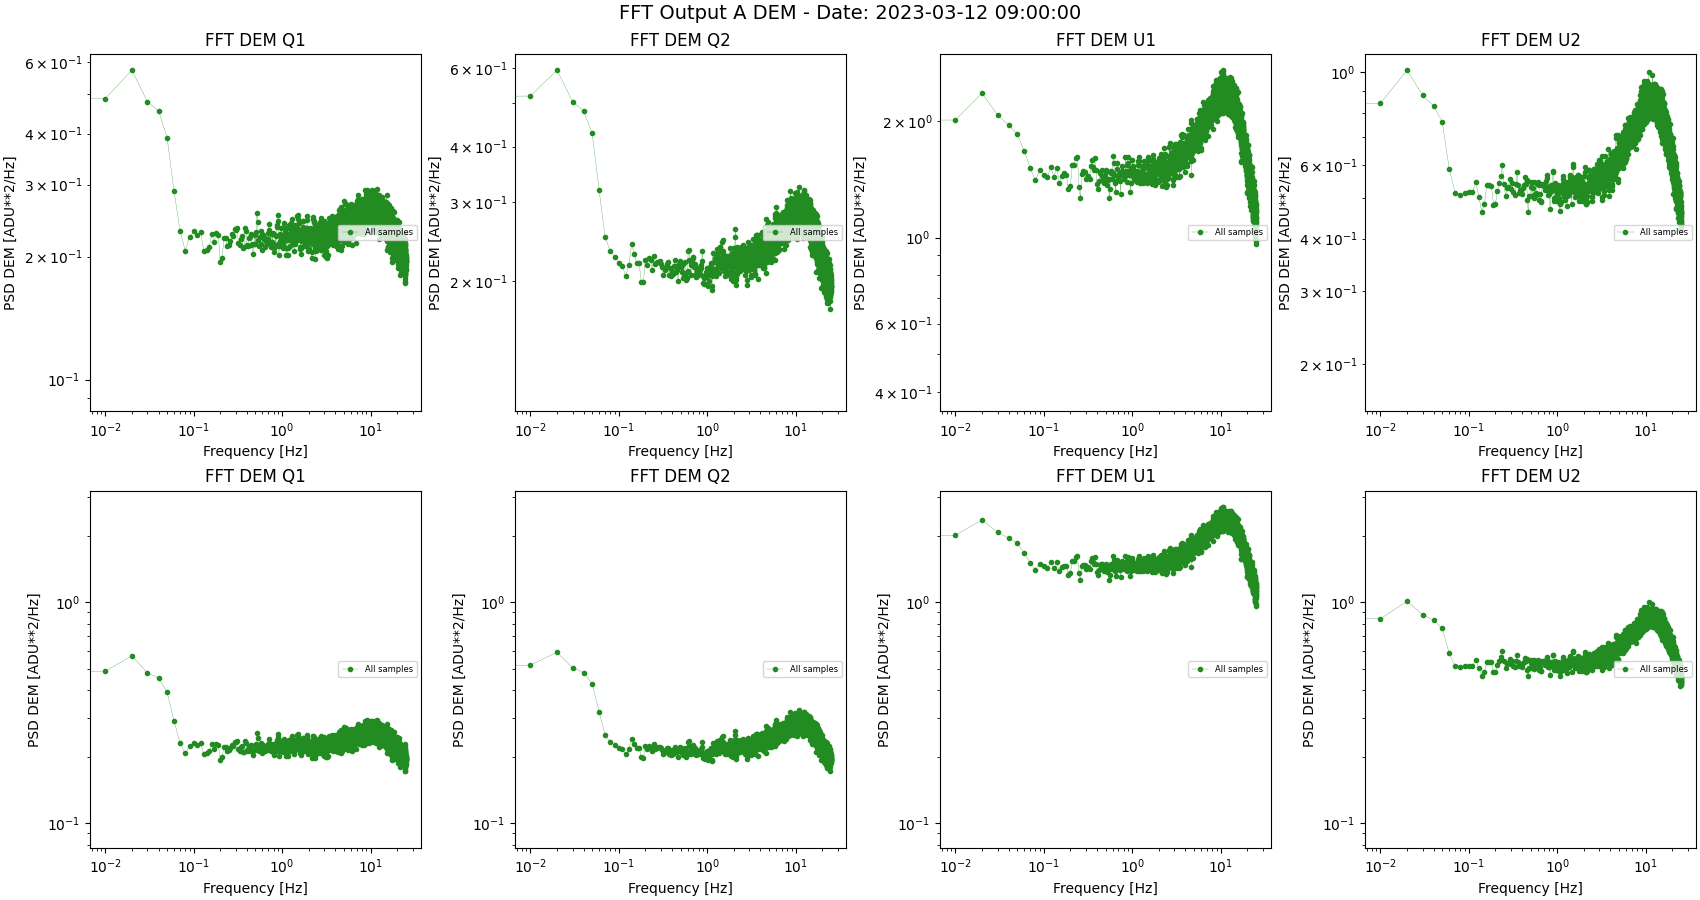 FFT Output A DEM - Date: 2023-03-12 09:00:00
FFT DEM Q1
PSD DEM [ADU**2/Hz]
6 × 10⁻¹
4 × 10⁻¹
3 × 10⁻¹
2 × 10⁻¹
10⁻¹
All samples
10⁻² 10⁻¹ 10⁰ 10¹
Frequency [Hz]
FFT DEM Q2
PSD DEM [ADU**2/Hz]
6 × 10⁻¹
4 × 10⁻¹
3 × 10⁻¹
2 × 10⁻¹
All samples
10⁻² 10⁻¹ 10⁰ 10¹
Frequency [Hz]
FFT DEM U1
PSD DEM [ADU**2/Hz]
2 × 10⁰
10⁰
6 × 10⁻¹
4 × 10⁻¹
All samples
10⁻² 10⁻¹ 10⁰ 10¹
Frequency [Hz]
FFT DEM U2
PSD DEM [ADU**2/Hz]
10⁰
6 × 10⁻¹
4 × 10⁻¹
3 × 10⁻¹
2 × 10⁻¹
All samples
10⁻² 10⁻¹ 10⁰ 10¹
Frequency [Hz]
FFT DEM Q1
PSD DEM [ADU**2/Hz]
10⁰
10⁻¹
All samples
10⁻² 10⁻¹ 10⁰ 10¹
Frequency [Hz]
FFT DEM Q2
PSD DEM [ADU**2/Hz]
10⁰
10⁻¹
All samples
10⁻² 10⁻¹ 10⁰ 10¹
Frequency [Hz]
FFT DEM U1
PSD DEM [ADU**2/Hz]
10⁰
10⁻¹
All samples
10⁻² 10⁻¹ 10⁰ 10¹
Frequency [Hz]
FFT DEM U2
PSD DEM [ADU**2/Hz]
10⁰
10⁻¹
All samples
10⁻² 10⁻¹ 10⁰ 10¹
Frequency [Hz]